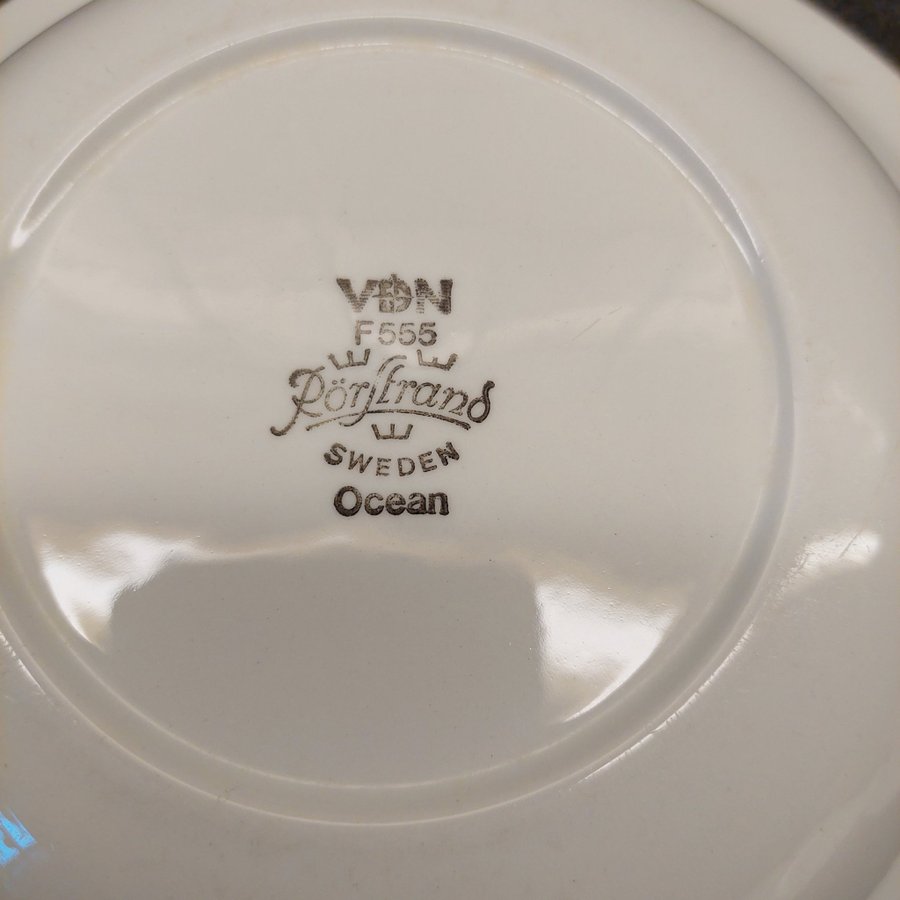 VDN
F555
Rörstrand
SWEDEN
Ocean